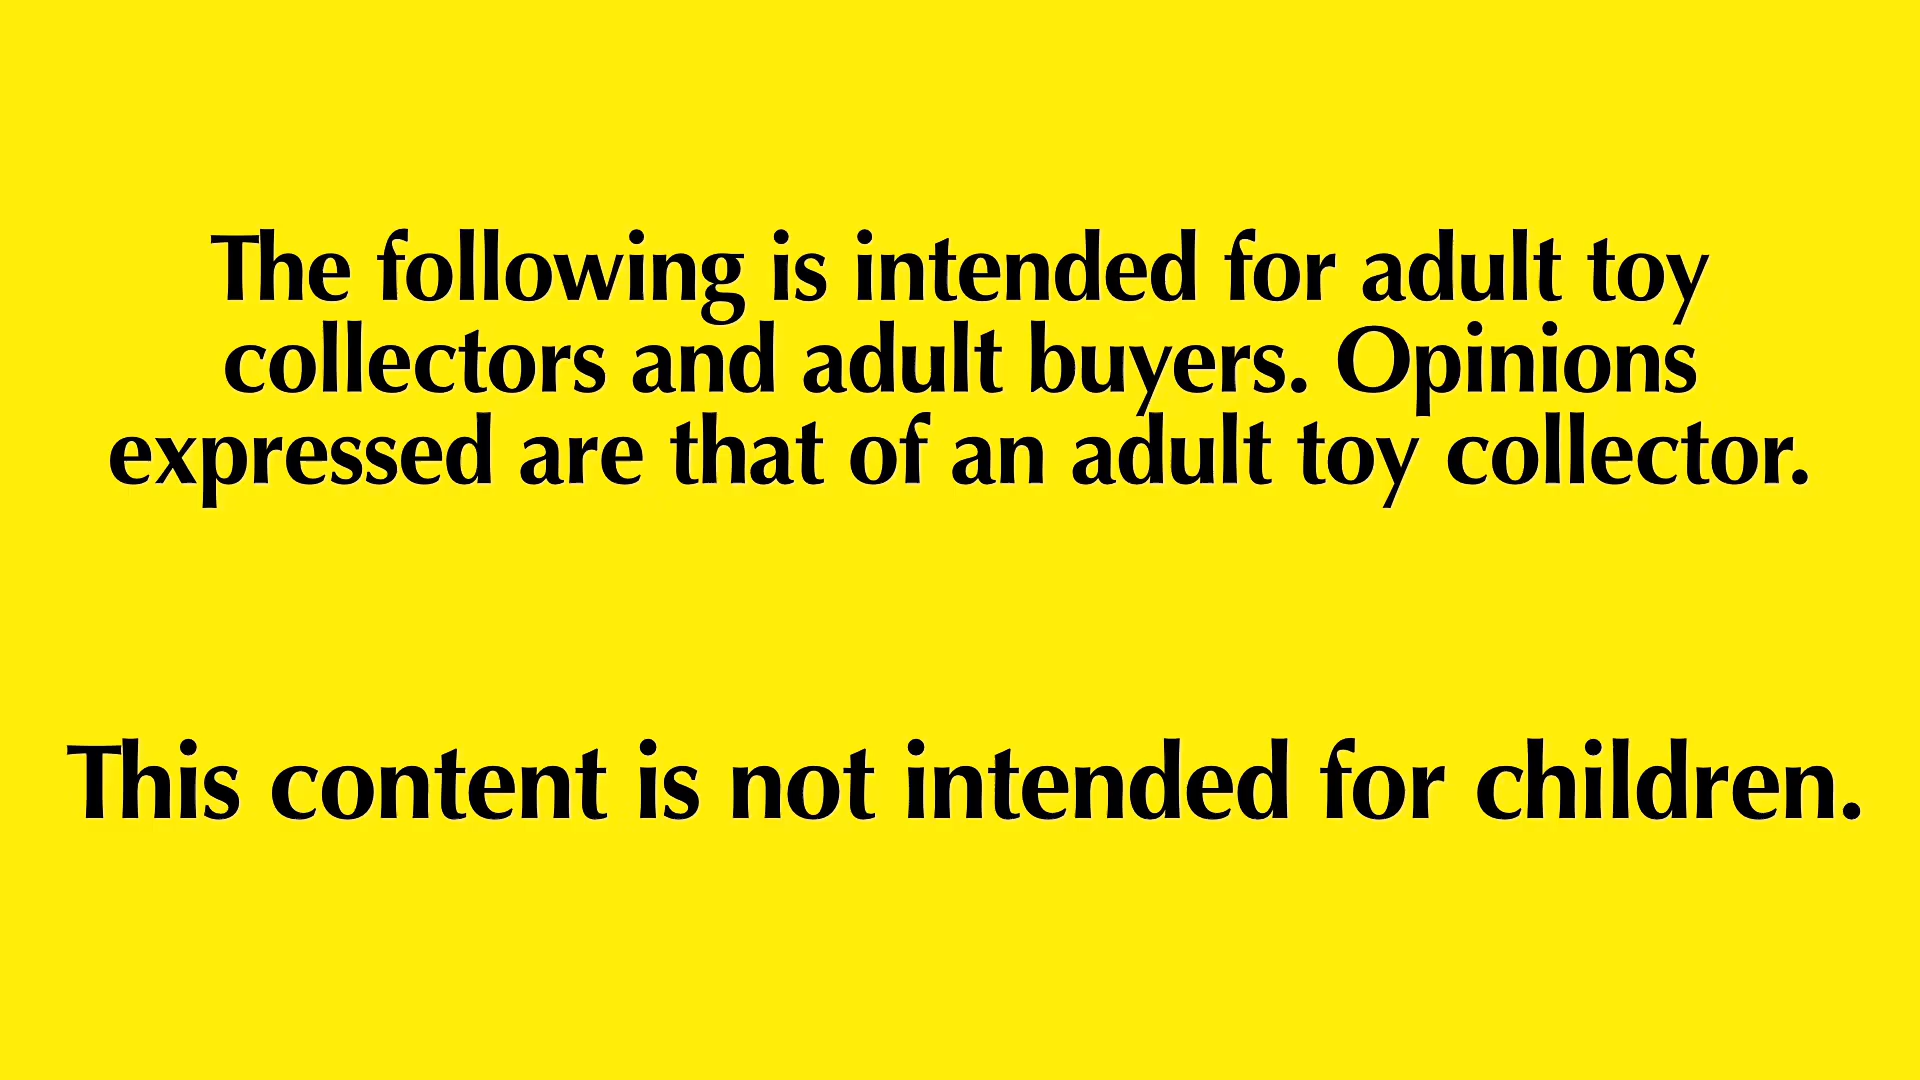 The following is intended for adult toy
collectors and adult buyers. Opinions
expressed are that of an adult toy collector.
This content is not intended for children.